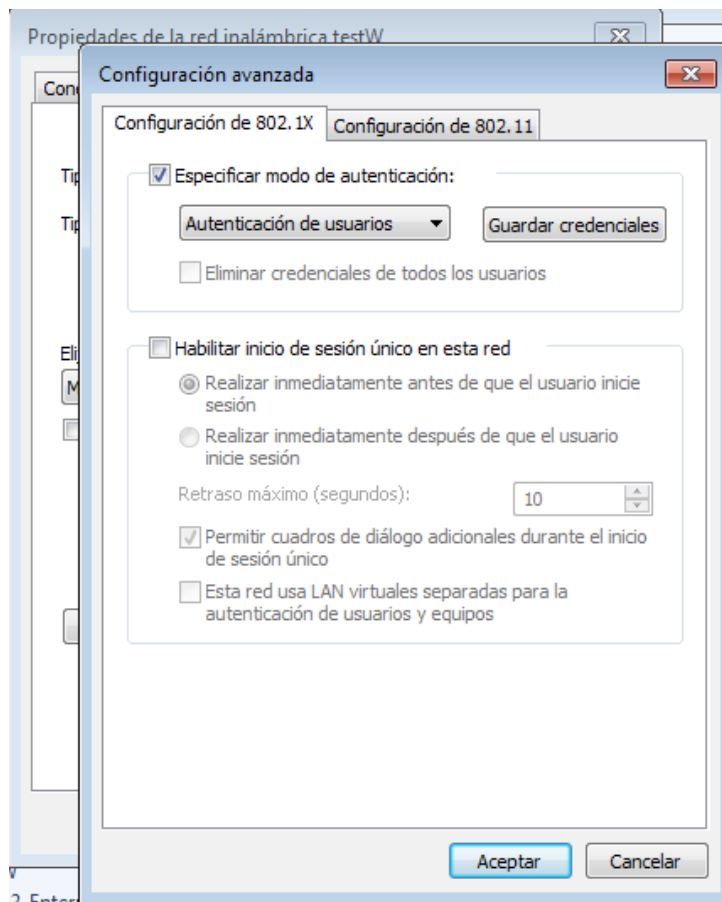 Propiedades de la red inalámbrica testW
Configuración avanzada
Configuración de 802.1X
Configuración de 802.11
Especificar modo de autenticación:
Autenticación de usuarios
Guardar credenciales
Eliminar credenciales de todos los usuarios
Habilitar inicio de sesión único en esta red
Realizar inmediatamente antes de que el usuario inicie
sesión
Realizar inmediatamente después de que el usuario
inicie sesión
Retraso máximo (segundos):
10
Permitir cuadros de diálogo adicionales durante el inicio
de sesión único
Esta red usa LAN virtuales separadas para la
autenticación de usuarios y equipos
Aceptar
Cancelar